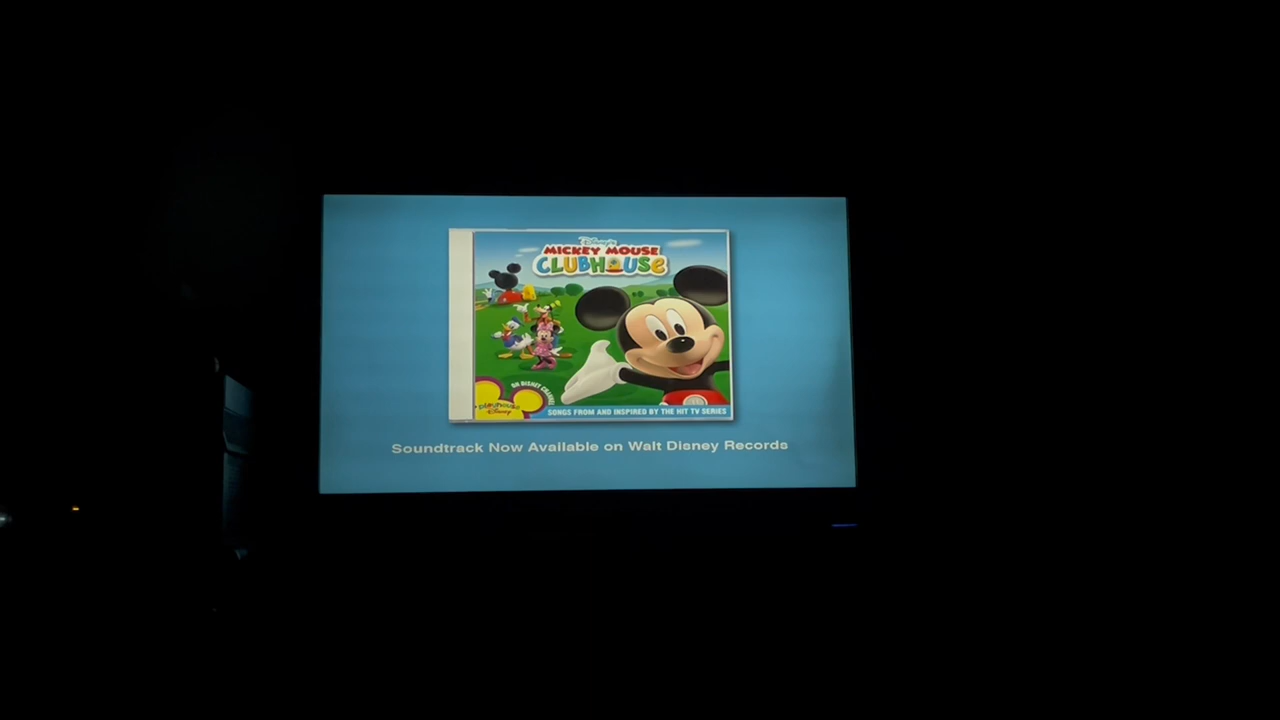 Disney's
MICKEY MOUSE
CLUBHOUSE
ON DISNEY CHANNEL
PLAYHOUSE
Disney
SONGS FROM AND INSPIRED BY THE HIT TV SERIES
Soundtrack Now Available on Walt Disney Records